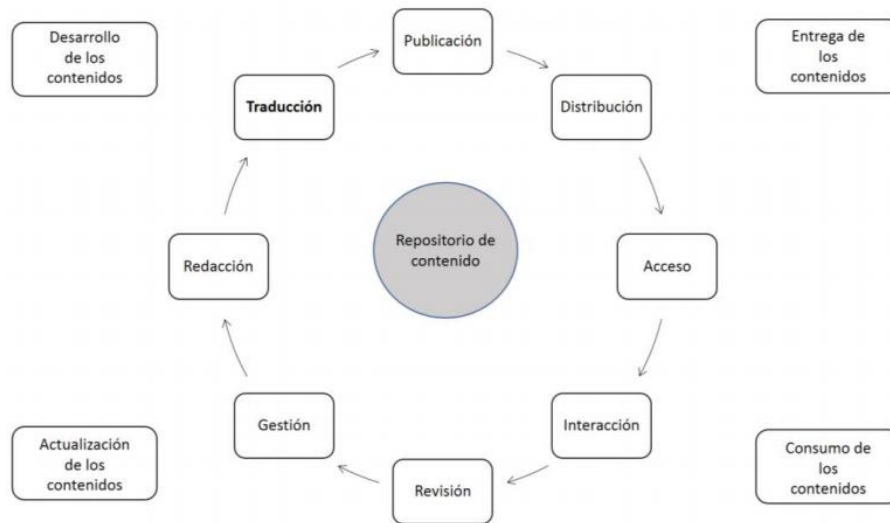 Desarrollo
de los
contenidos
Publicación
Entrega de
los
contenidos
Traducción
Distribución
Redacción
Repositorio de
contenido
Acceso
Gestión
Interacción
Actualización
de los
contenidos
Revisión
Consumo de
los
contenidos